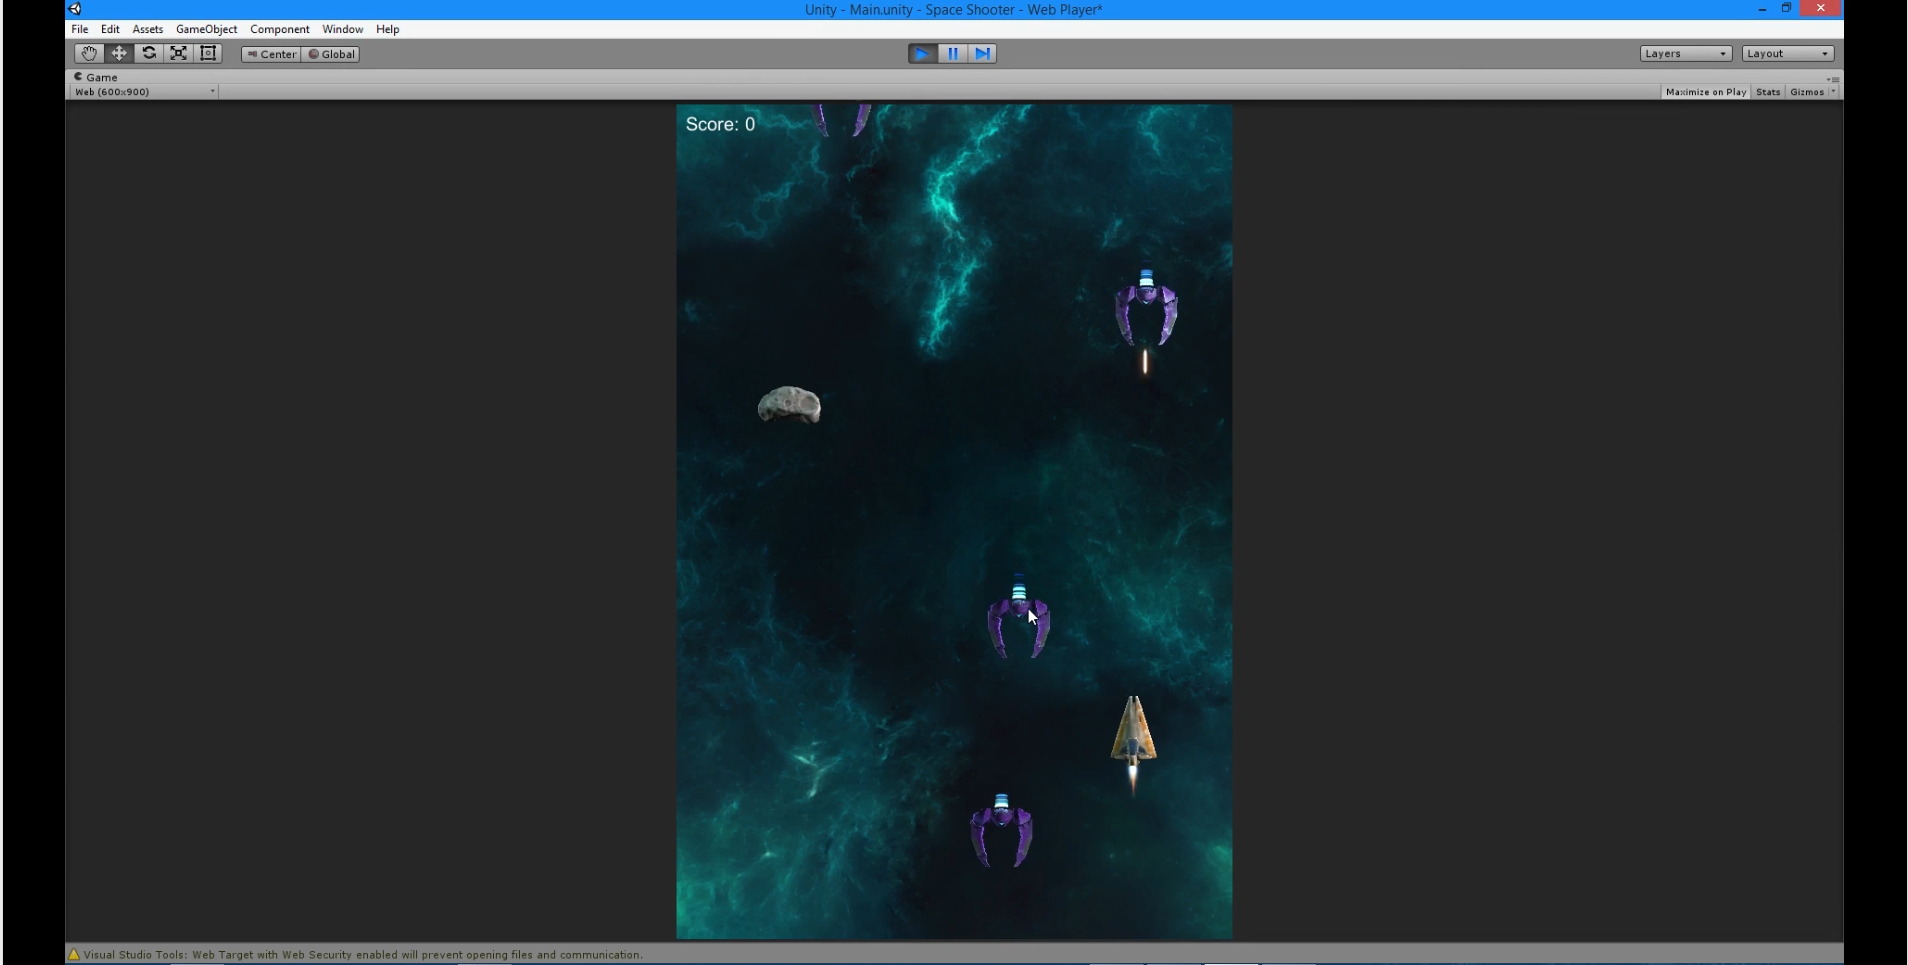 Unity - Main.unity - Space Shooter - Web Player*
File Edit Assets GameObject Component Window Help
Center Global Layers Layout
Game
Web (600x900) Maximize on Play Stats Gizmos
Score: 0
Visual Studio Tools: Web Target with Web Security enabled will prevent opening files and communication.